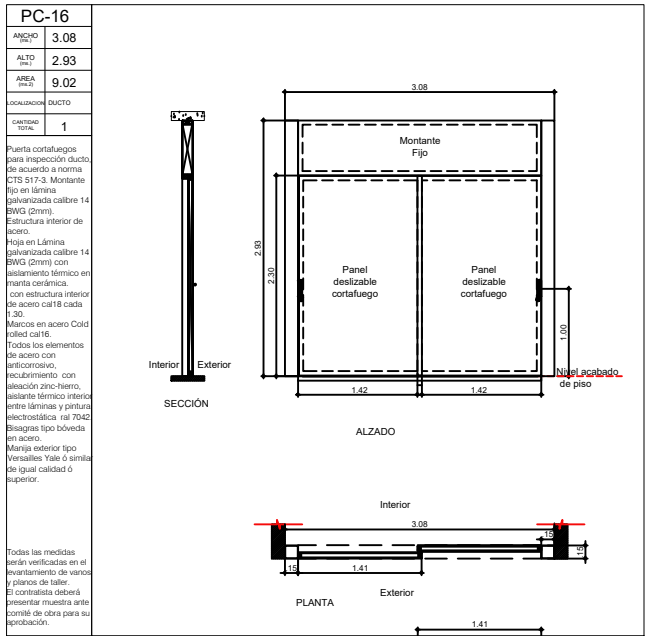 PC-16
ANCHO (ms.) 3.08
ALTO (ms.) 2.93
AREA (ms.2) 9.02
LOCALIZACION DUCTO
CANTIDAD TOTAL 1
Puerta cortafuegos
para inspección ducto,
de acuerdo a norma
CTS 517-3. Montante
fijo en lámina
galvanizada calibre 14
BWG (2mm).
Estructura interior de
acero.
Hoja en Lámina
galvanizada calibre 14
BWG (2mm) con
aislamiento térmico en
manta cerámica.
con estructura interior
de acero cal18 cada
1.30.
Marcos en acero Cold
rolled cal16.
Todos los elementos
de acero con
anticorrosivo,
recubrimiento con
aleación zinc-hierro,
aislante térmico interior
entre láminas y pintura
electrostática ral 7042
Bisagras tipo bóveda
en acero.
Manija exterior tipo
Versailles Yale ó similar
de igual calidad ó
superior.
Todas las medidas
serán verificadas en el
levantamiento de vanos
y planos de taller.
El contratista deberá
presentar muestra ante
comité de obra para su
aprobación.
Interior Exterior
SECCIÓN
3.08
Montante
Fijo
2.93
2.30
Panel
deslizable
cortafuego
Panel
deslizable
cortafuego
1.00
Nivel acabado
de piso
1.42
1.42
ALZADO
Interior
3.08
.15
.15
.15
1.41
Exterior
PLANTA
1.41